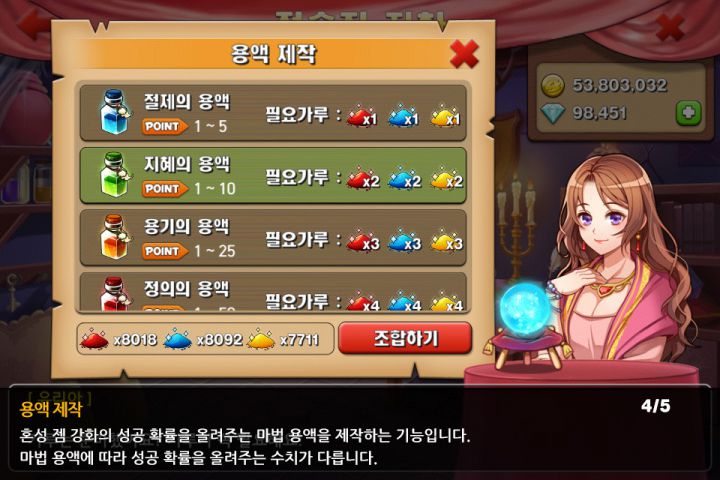 용액 제작
53,803,032
98,451
절제의 용액
POINT 1 ~ 5
필요가루 : x1 x1 x1
지혜의 용액
POINT 1 ~ 10
필요가루 : x2 x2 x2
용기의 용액
POINT 1 ~ 25
필요가루 : x3 x3 x3
정의의 용액
필요가루 : x4 x4 x4
x8018 x8092 x7711
조합하기
용액 제작
4/5
혼성 젬 강화의 성공 확률을 올려주는 마법 용액을 제작하는 기능입니다.
마법 용액에 따라 성공 확률을 올려주는 수치가 다릅니다.